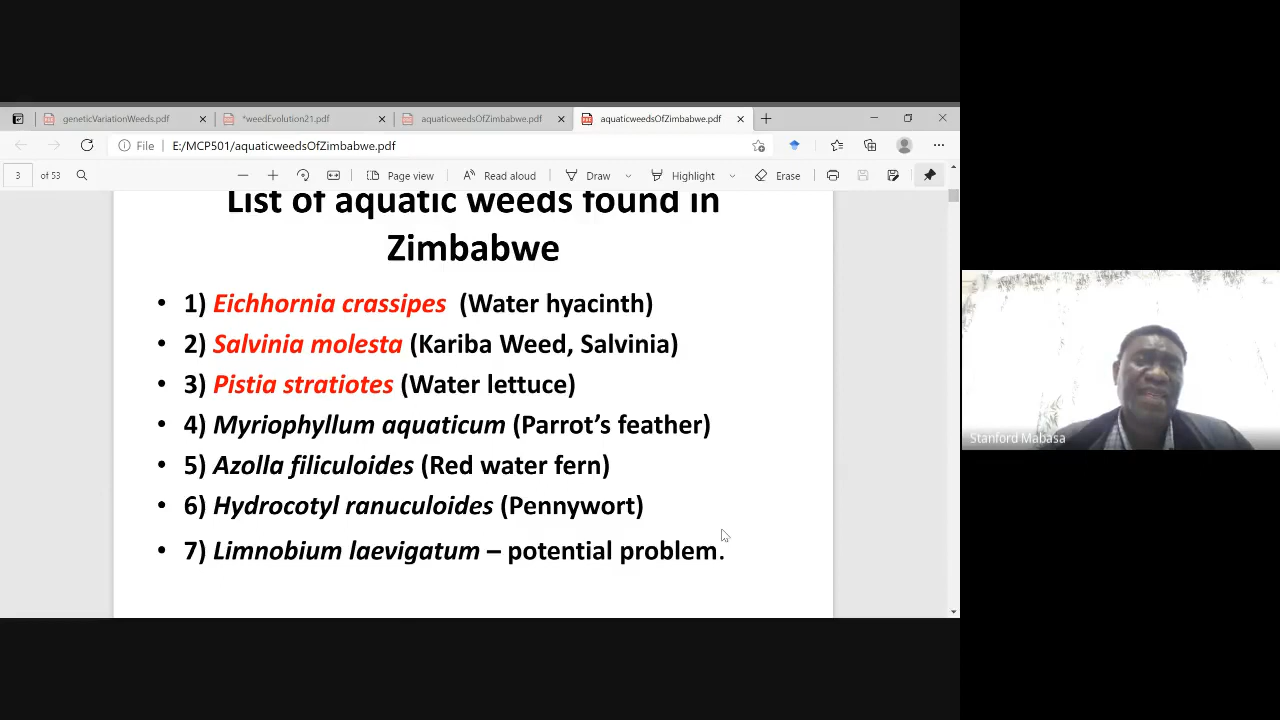 geneticVariationWeeds.pdf
*weedEvolution21.pdf
aquaticweedsOfZimbabwe.pdf
aquaticweedsOfZimbabwe.pdf
File E:/MCP501/aquaticweedsOfZimbabwe.pdf
3 of 53 Page view Read aloud Draw Highlight Erase
List of aquatic weeds found in
Zimbabwe
• 1) Eichhornia crassipes (Water hyacinth)
• 2) Salvinia molesta (Kariba Weed, Salvinia)
• 3) Pistia stratiotes (Water lettuce)
• 4) Myriophyllum aquaticum (Parrot’s feather)
• 5) Azolla filiculoides (Red water fern)
• 6) Hydrocotyl ranuculoides (Pennywort)
• 7) Limnobium laevigatum – potential problem.
Stanford Mabasa